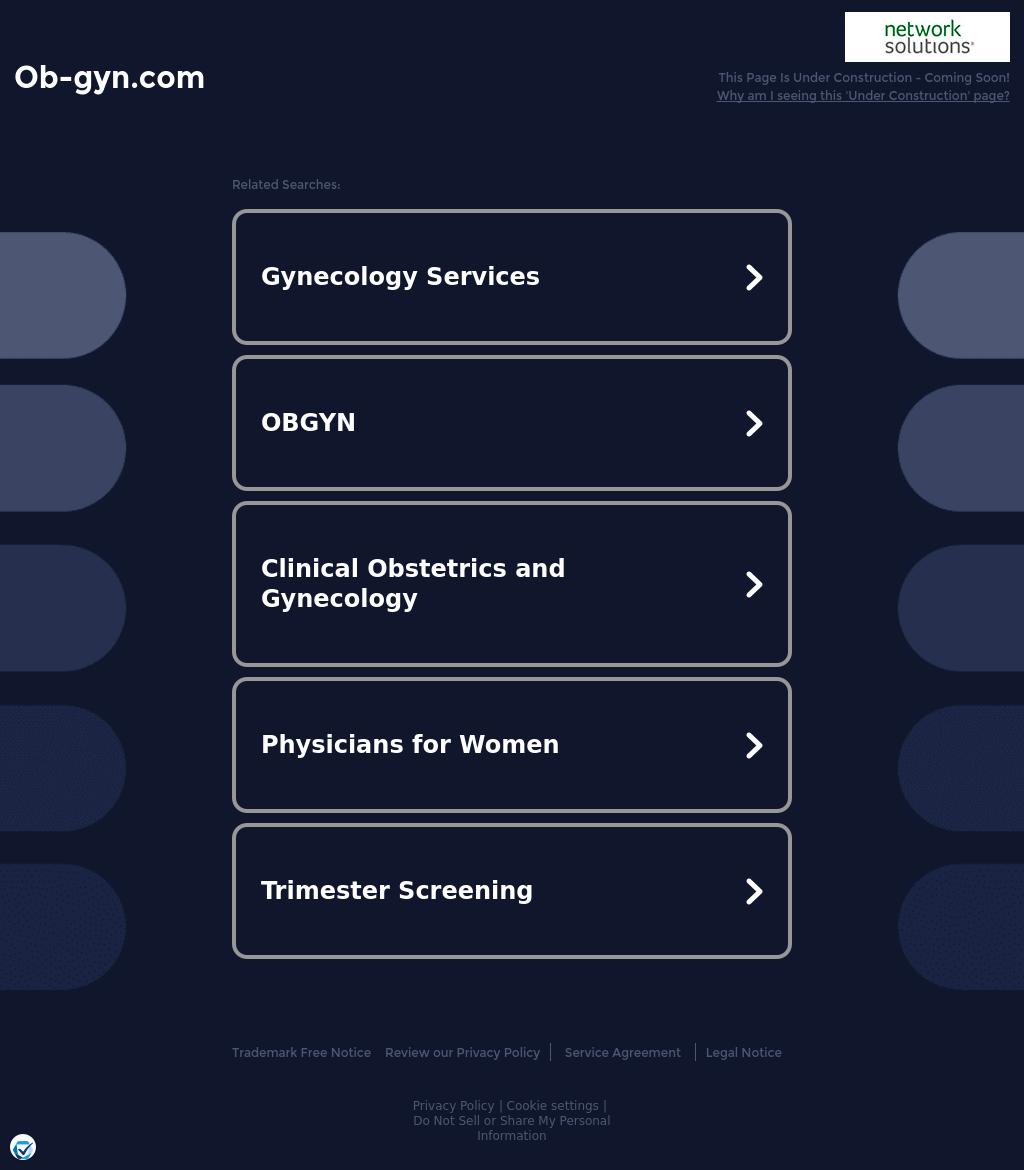 network
solutions®
Ob-gyn.com
This Page Is Under Construction - Coming Soon!
Why am I seeing this 'Under Construction' page?
Related Searches:
Gynecology Services
OBGYN
Clinical Obstetrics and
Gynecology
Physicians for Women
Trimester Screening
Trademark Free Notice Review our Privacy Policy Service Agreement Legal Notice
Privacy Policy | Cookie settings |
Do Not Sell or Share My Personal
Information